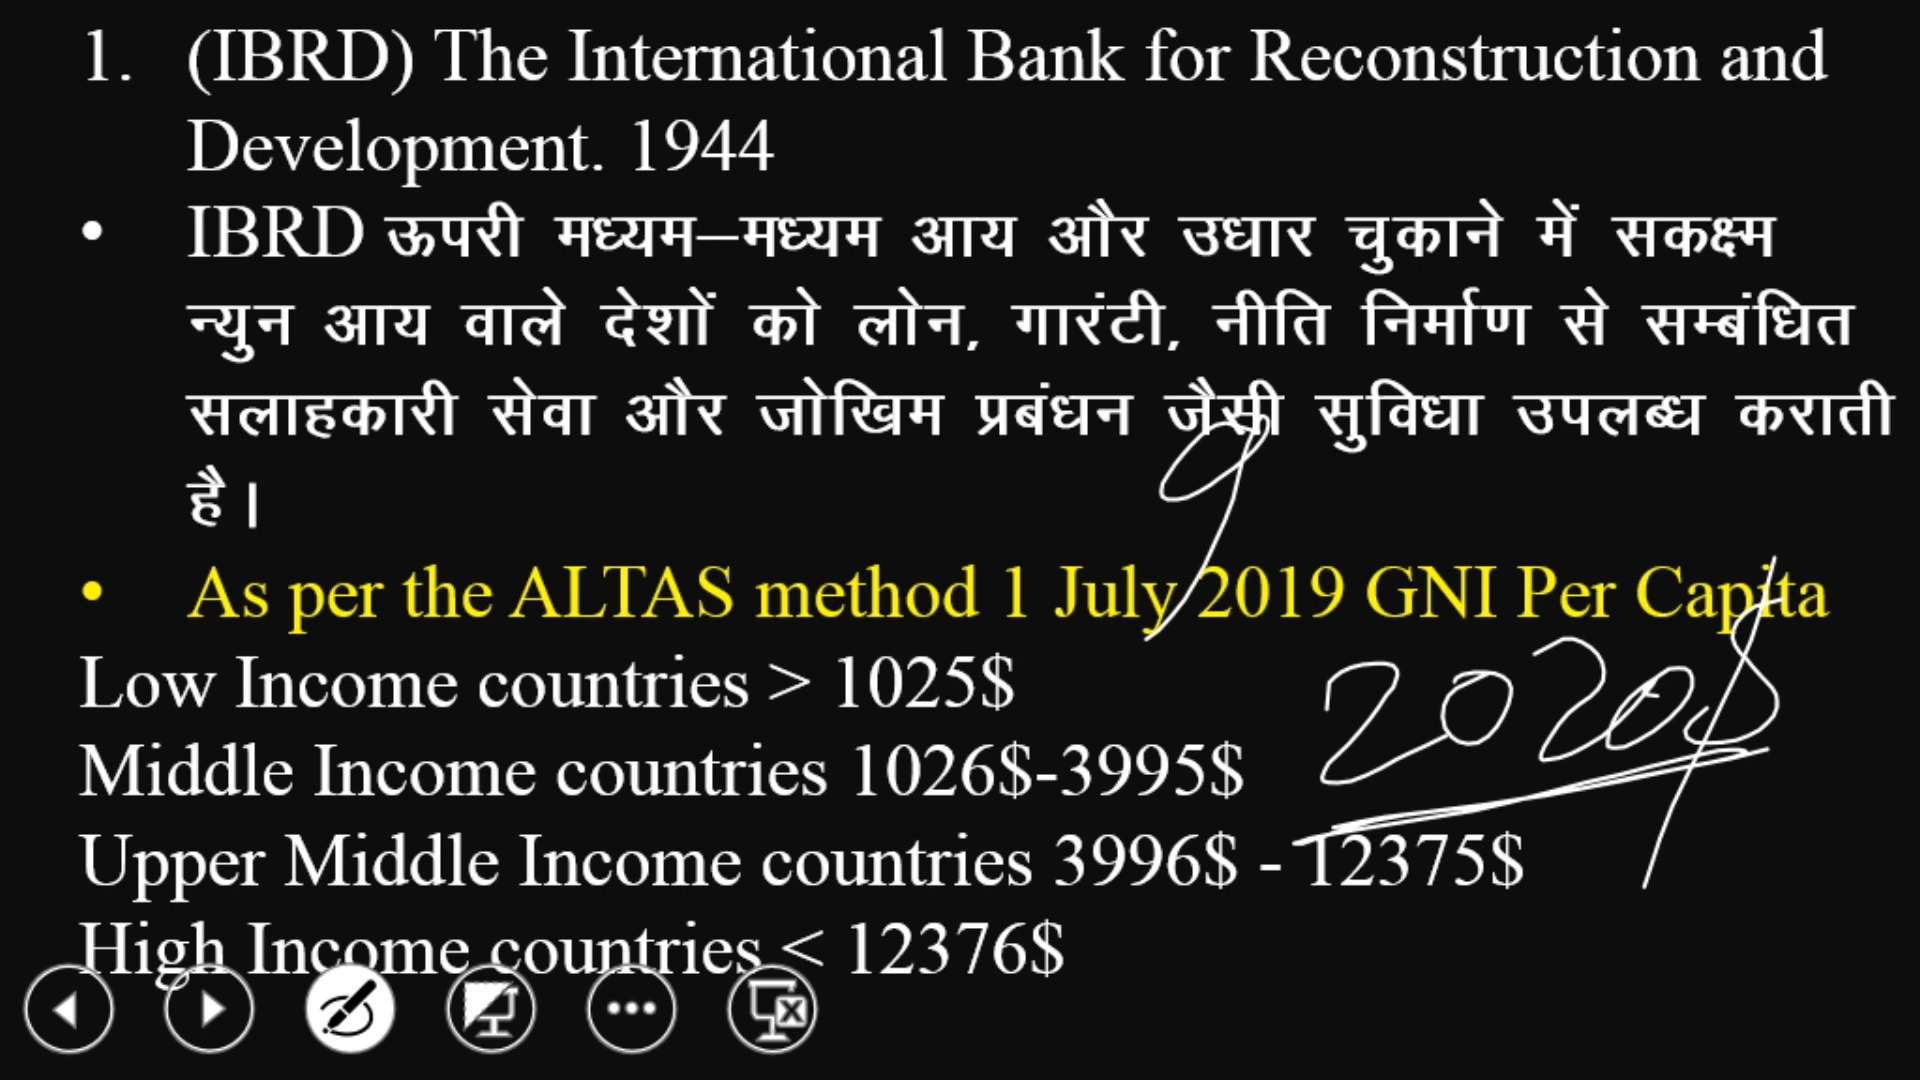 1. (IBRD) The International Bank for Reconstruction and
Development. 1944
• IBRD ऊपरी मध्यम–मध्यम आय और उधार चुकाने में सकक्ष्म
न्युन आय वाले देशों को लोन, गारंटी, नीति निर्माण से सम्बंधित
सलाहकारी सेवा और जोखिम प्रबंधन जैसी सुविधा उपलब्ध कराती
है।
• As per the ALTAS method 1 July 2019 GNI Per Capita
Low Income countries > 1025$
2020$
Middle Income countries 1026$-3995$
Upper Middle Income countries 3996$ - 12375$
High Income countries < 12376$